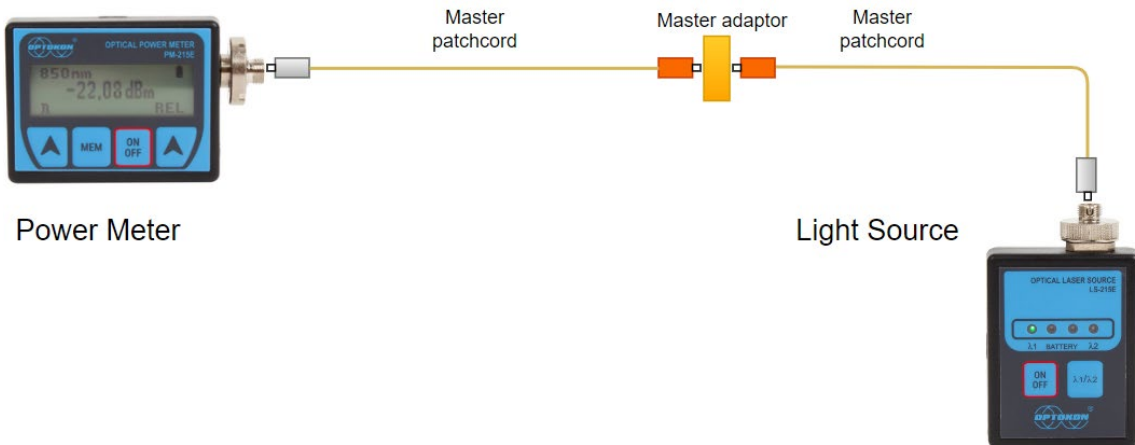 Master
patchcord
Master adaptor
Master
patchcord
OPTOKON
OPTICAL POWER METER
PM-215E
850nm
-22,08dBm
REL
MEM
ON
OFF
Power Meter
Light Source
OPTICAL LASER SOURCE
LS-215E
λ1 BATTERY λ2
ON
OFF
λ1/λ2
OPTOKON